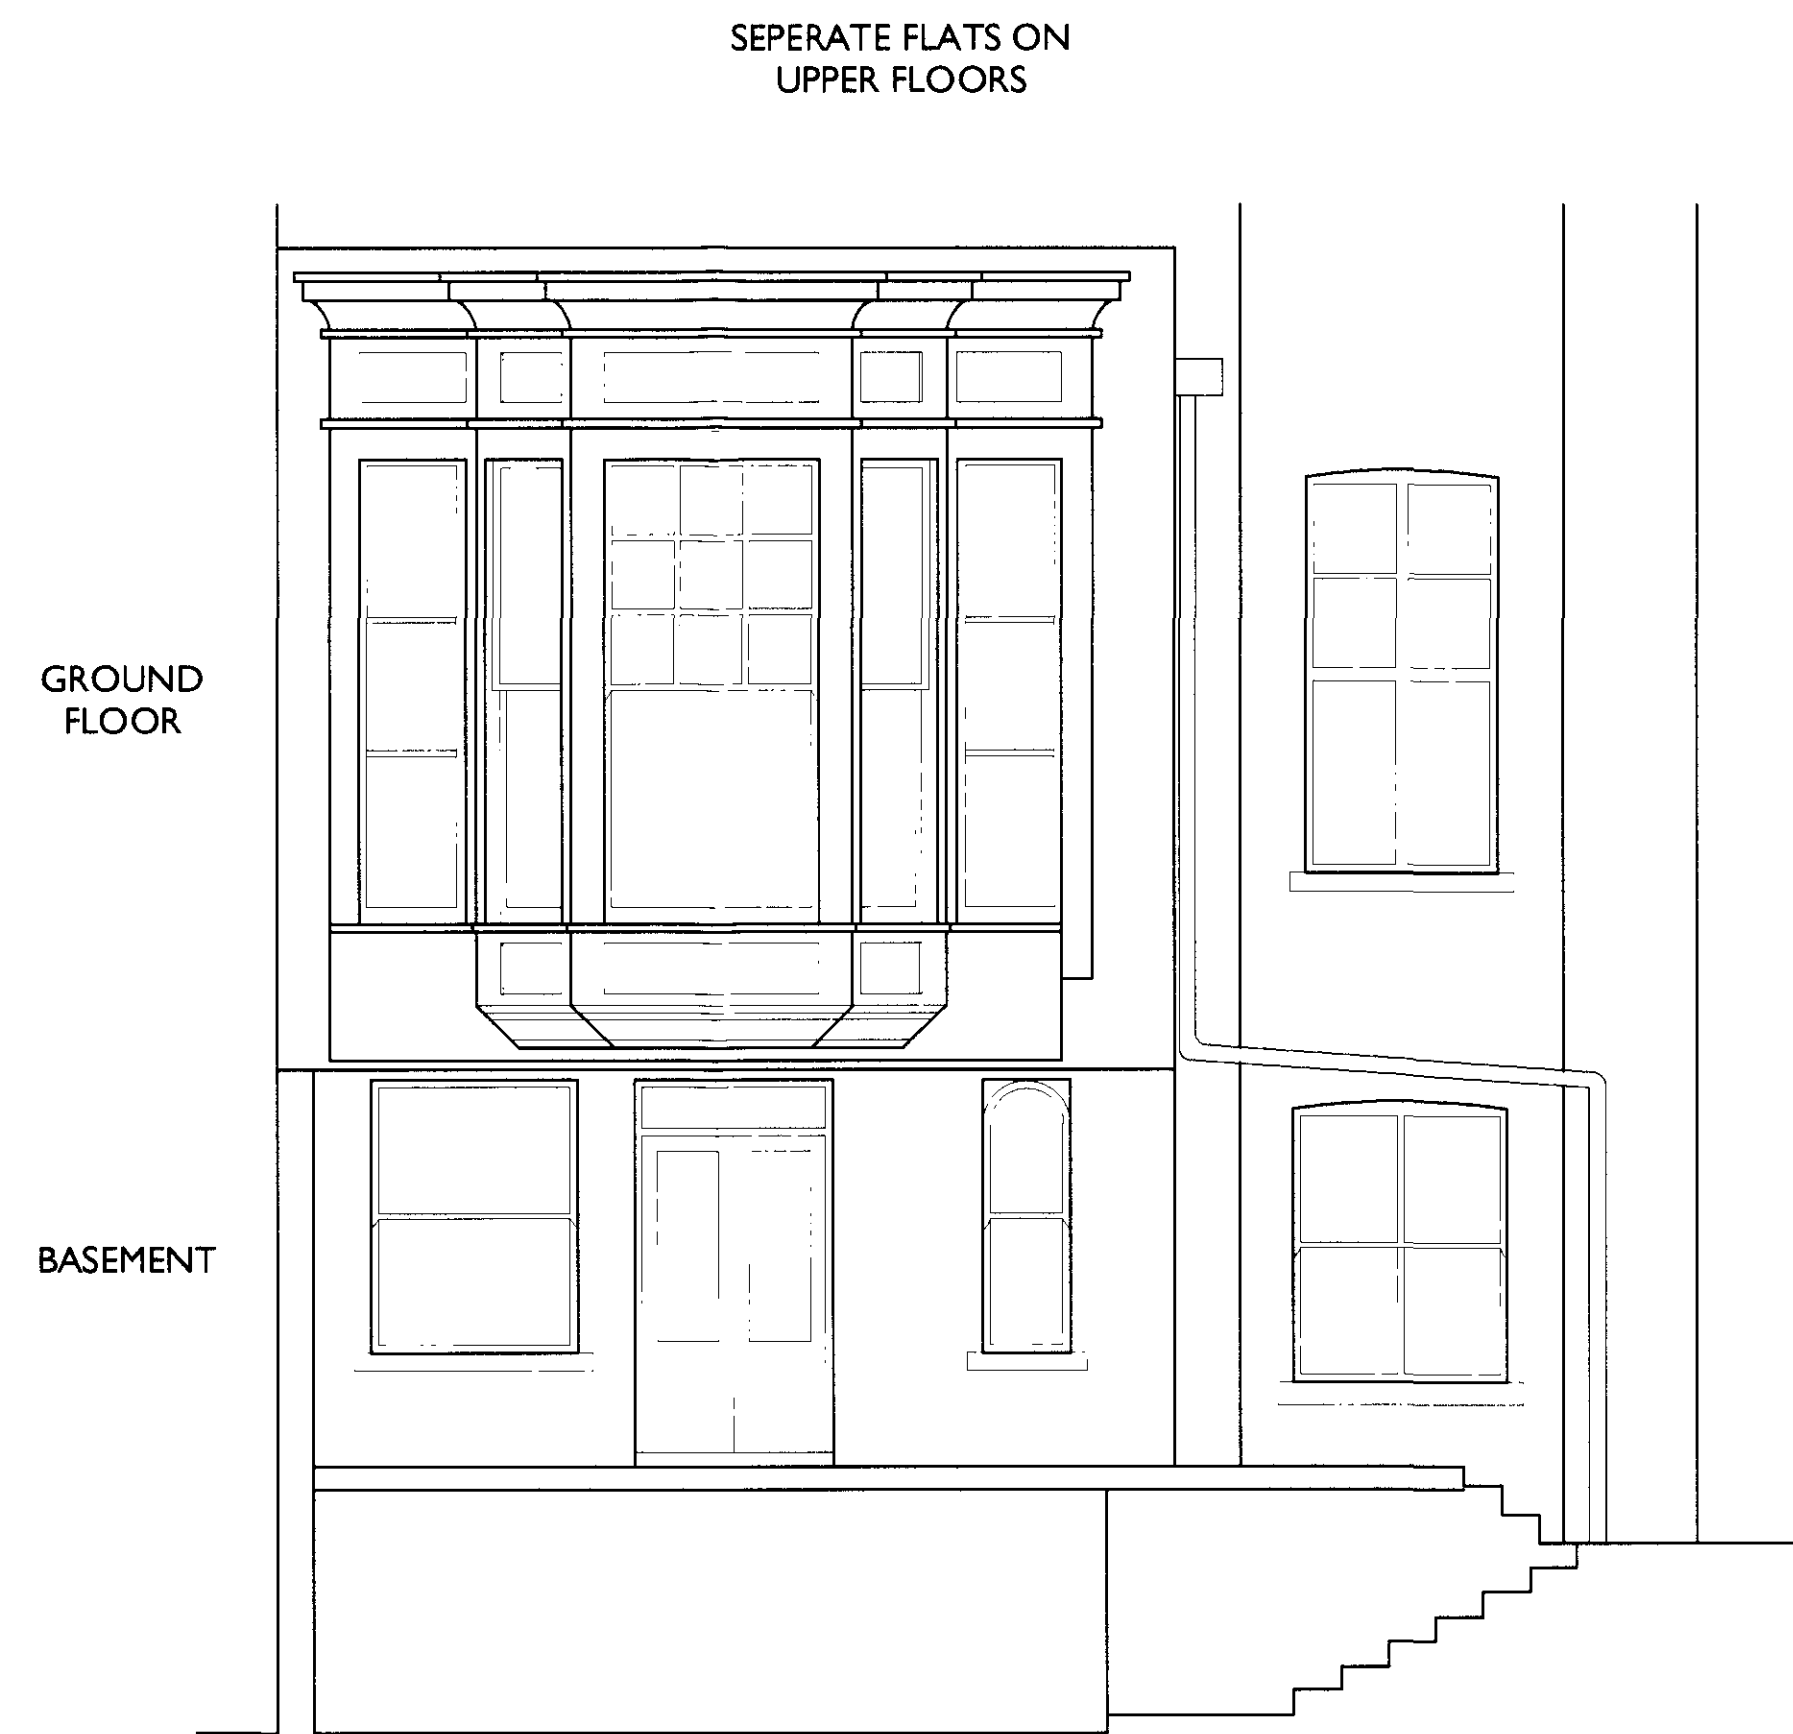 SEPERATE FLATS ON
UPPER FLOORS
GROUND
FLOOR
BASEMENT